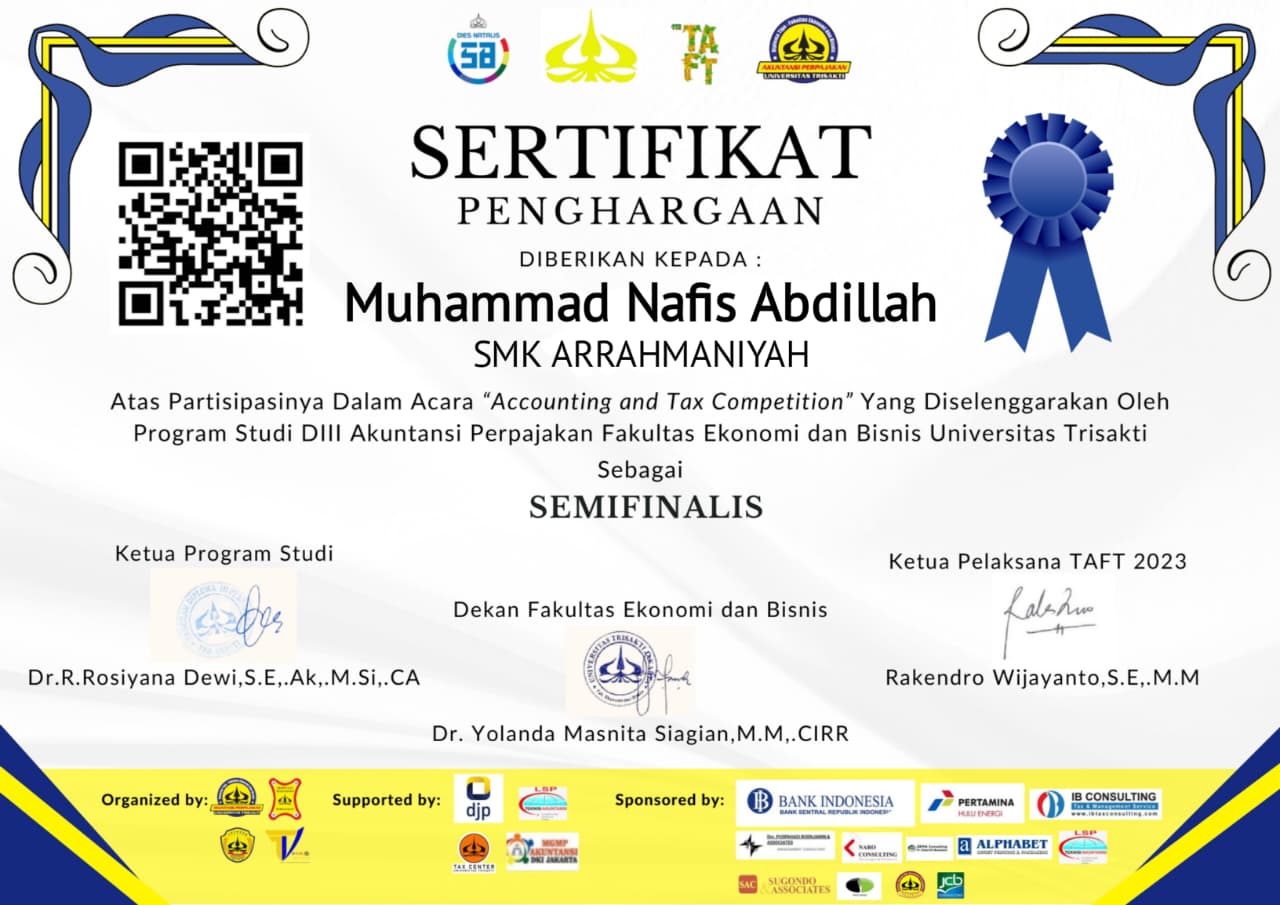 DIES NATALIS
58
TAFT
AKUNTANSI PERPAJAKAN
UNIVERSITAS TRISAKTI
SERTIFIKAT
PENGHARGAAN
DIBERIKAN KEPADA :
Muhammad Nafis Abdillah
SMK ARRAHMANIYAH
Atas Partisipasinya Dalam Acara “Accounting and Tax Competition” Yang Diselenggarakan Oleh
Program Studi DIII Akuntansi Perpajakan Fakultas Ekonomi dan Bisnis Universitas Trisakti
Sebagai
SEMIFINALIS
Ketua Program Studi
Dr.R.Rosiyana Dewi,S.E,.Ak,.M.Si,.CA
Dekan Fakultas Ekonomi dan Bisnis
UNIVERSITAS TRISAKTI
Dr. Yolanda Masnita Siagian,M.M,.CIRR
Ketua Pelaksana TAFT 2023
Rakendro Wijayanto,S.E,.M.M
Organized by:
Supported by:
djp
LSP
TAX CENTER
MGMP
AKUNTANSI
DKI JAKARTA
Sponsored by:
BANK INDONESIA
BANK SENTRAL REPUBLIK INDONESIA
PERTAMINA
HULU ENERGI
IB CONSULTING
Tax & Management Service
www.ibtaxconsulting.com
NARO
CONSULTING
ALPHABET
LSP
SAC
SUGONDO
& ASSOCIATES
jcb